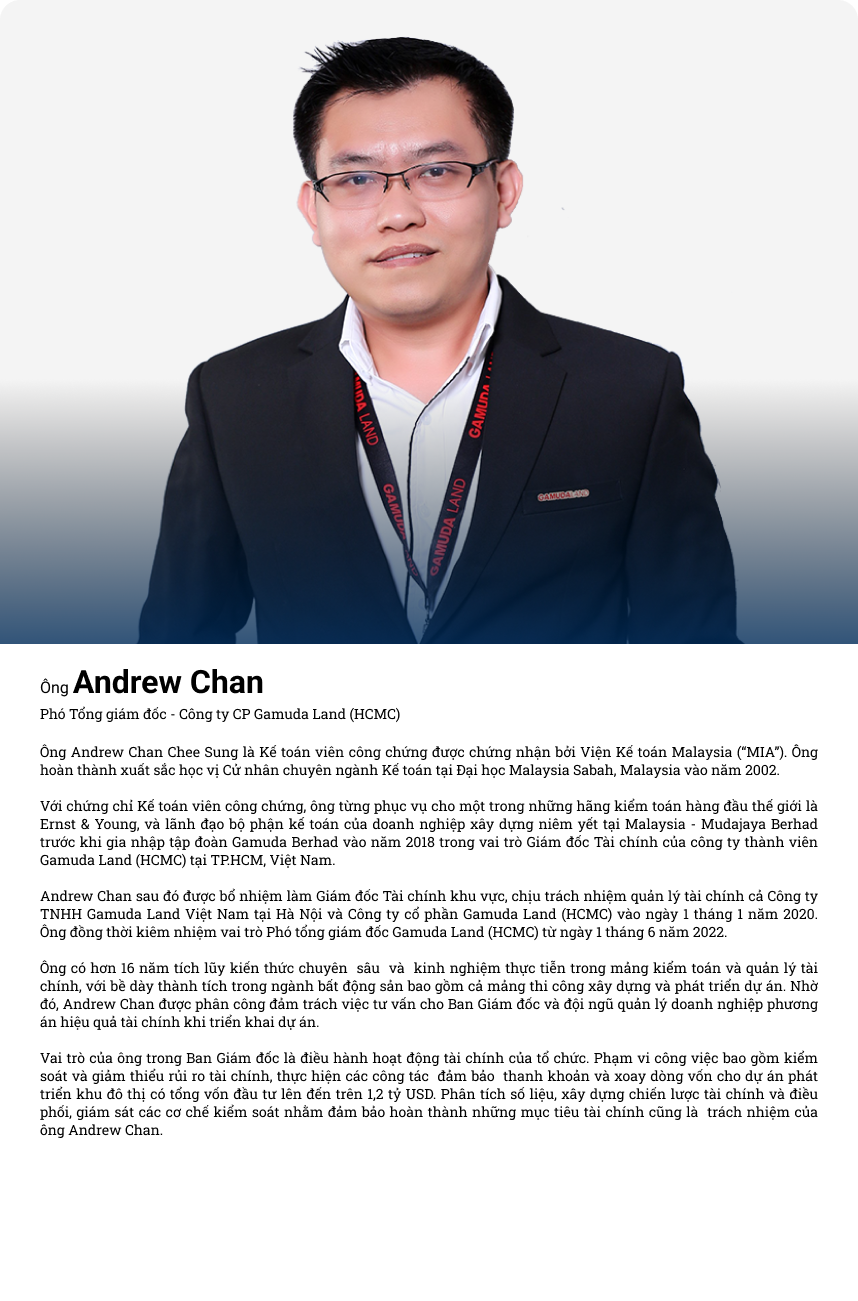 GAMUDA LAND
GAMUDA LAND
GAMUDA LAND
GAMUDALAND
Ông Andrew Chan
Phó Tổng giám đốc - Công ty CP Gamuda Land (HCMC)
Ông Andrew Chan Chee Sung là Kế toán viên công chứng được chứng nhận bởi Viện Kế toán Malaysia (“MIA”). Ông
hoàn thành xuất sắc học vị Cử nhân chuyên ngành Kế toán tại Đại học Malaysia Sabah, Malaysia vào năm 2002.
Với chứng chỉ Kế toán viên công chứng, ông từng phục vụ cho một trong những hãng kiểm toán hàng đầu thế giới là
Ernst & Young, và lãnh đạo bộ phận kế toán của doanh nghiệp xây dựng niêm yết tại Malaysia - Mudajaya Berhad
trước khi gia nhập tập đoàn Gamuda Berhad vào năm 2018 trong vai trò Giám đốc Tài chính của công ty thành viên
Gamuda Land (HCMC) tại TP.HCM, Việt Nam.
Andrew Chan sau đó được bổ nhiệm làm Giám đốc Tài chính khu vực, chịu trách nhiệm quản lý tài chính cả Công ty
TNHH Gamuda Land Việt Nam tại Hà Nội và Công ty cổ phần Gamuda Land (HCMC) vào ngày 1 tháng 1 năm 2020.
Ông đồng thời kiêm nhiệm vai trò Phó tổng giám đốc Gamuda Land (HCMC) từ ngày 1 tháng 6 năm 2022.
Ông có hơn 16 năm tích lũy kiến thức chuyên sâu và kinh nghiệm thực tiễn trong mảng kiểm toán và quản lý tài
chính, với bề dày thành tích trong ngành bất động sản bao gồm cả mảng thi công xây dựng và phát triển dự án. Nhờ
đó, Andrew Chan được phân công đảm trách việc tư vấn cho Ban Giám đốc và đội ngũ quản lý doanh nghiệp phương
án hiệu quả tài chính khi triển khai dự án.
Vai trò của ông trong Ban Giám đốc là điều hành hoạt động tài chính của tổ chức. Phạm vi công việc bao gồm kiểm
soát và giảm thiểu rủi ro tài chính, thực hiện các công tác đảm bảo thanh khoản và xoay dòng vốn cho dự án phát
triển khu đô thị có tổng vốn đầu tư lên đến trên 1,2 tỷ USD. Phân tích số liệu, xây dựng chiến lược tài chính và điều
phối, giám sát các cơ chế kiểm soát nhằm đảm bảo hoàn thành những mục tiêu tài chính cũng là trách nhiệm của
ông Andrew Chan.